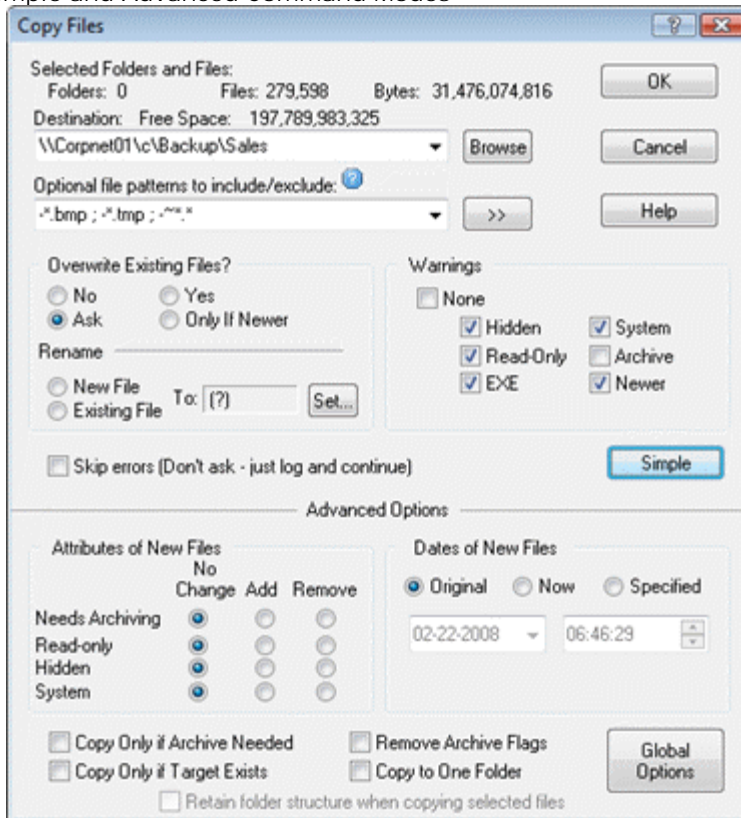 mple and Advanced Command Modes
Copy Files
Selected Folders and Files:
Folders: 0 Files: 279,598 Bytes: 31,476,074,816
OK
Destination: Free Space: 197,789,983,325
\\Corpnet01\c\Backup\Sales
Browse
Cancel
Optional file patterns to include/exclude: ?
-*.bmp ; -*.tmp ; -~*.*
>>
Help
Overwrite Existing Files?
No Yes
Ask Only If Newer
Rename
New File
Existing File
To: (?)
Set...
Warnings
None
Hidden System
Read-Only Archive
EXE Newer
Skip errors (Don't ask - just log and continue)
Simple
Advanced Options
Attributes of New Files
No
Change Add Remove
Needs Archiving
Read-only
Hidden
System
Dates of New Files
Original Now Specified
02-22-2008 06:46:29
Copy Only if Archive Needed Remove Archive Flags
Copy Only if Target Exists Copy to One Folder
Retain folder structure when copying selected files
Global
Options